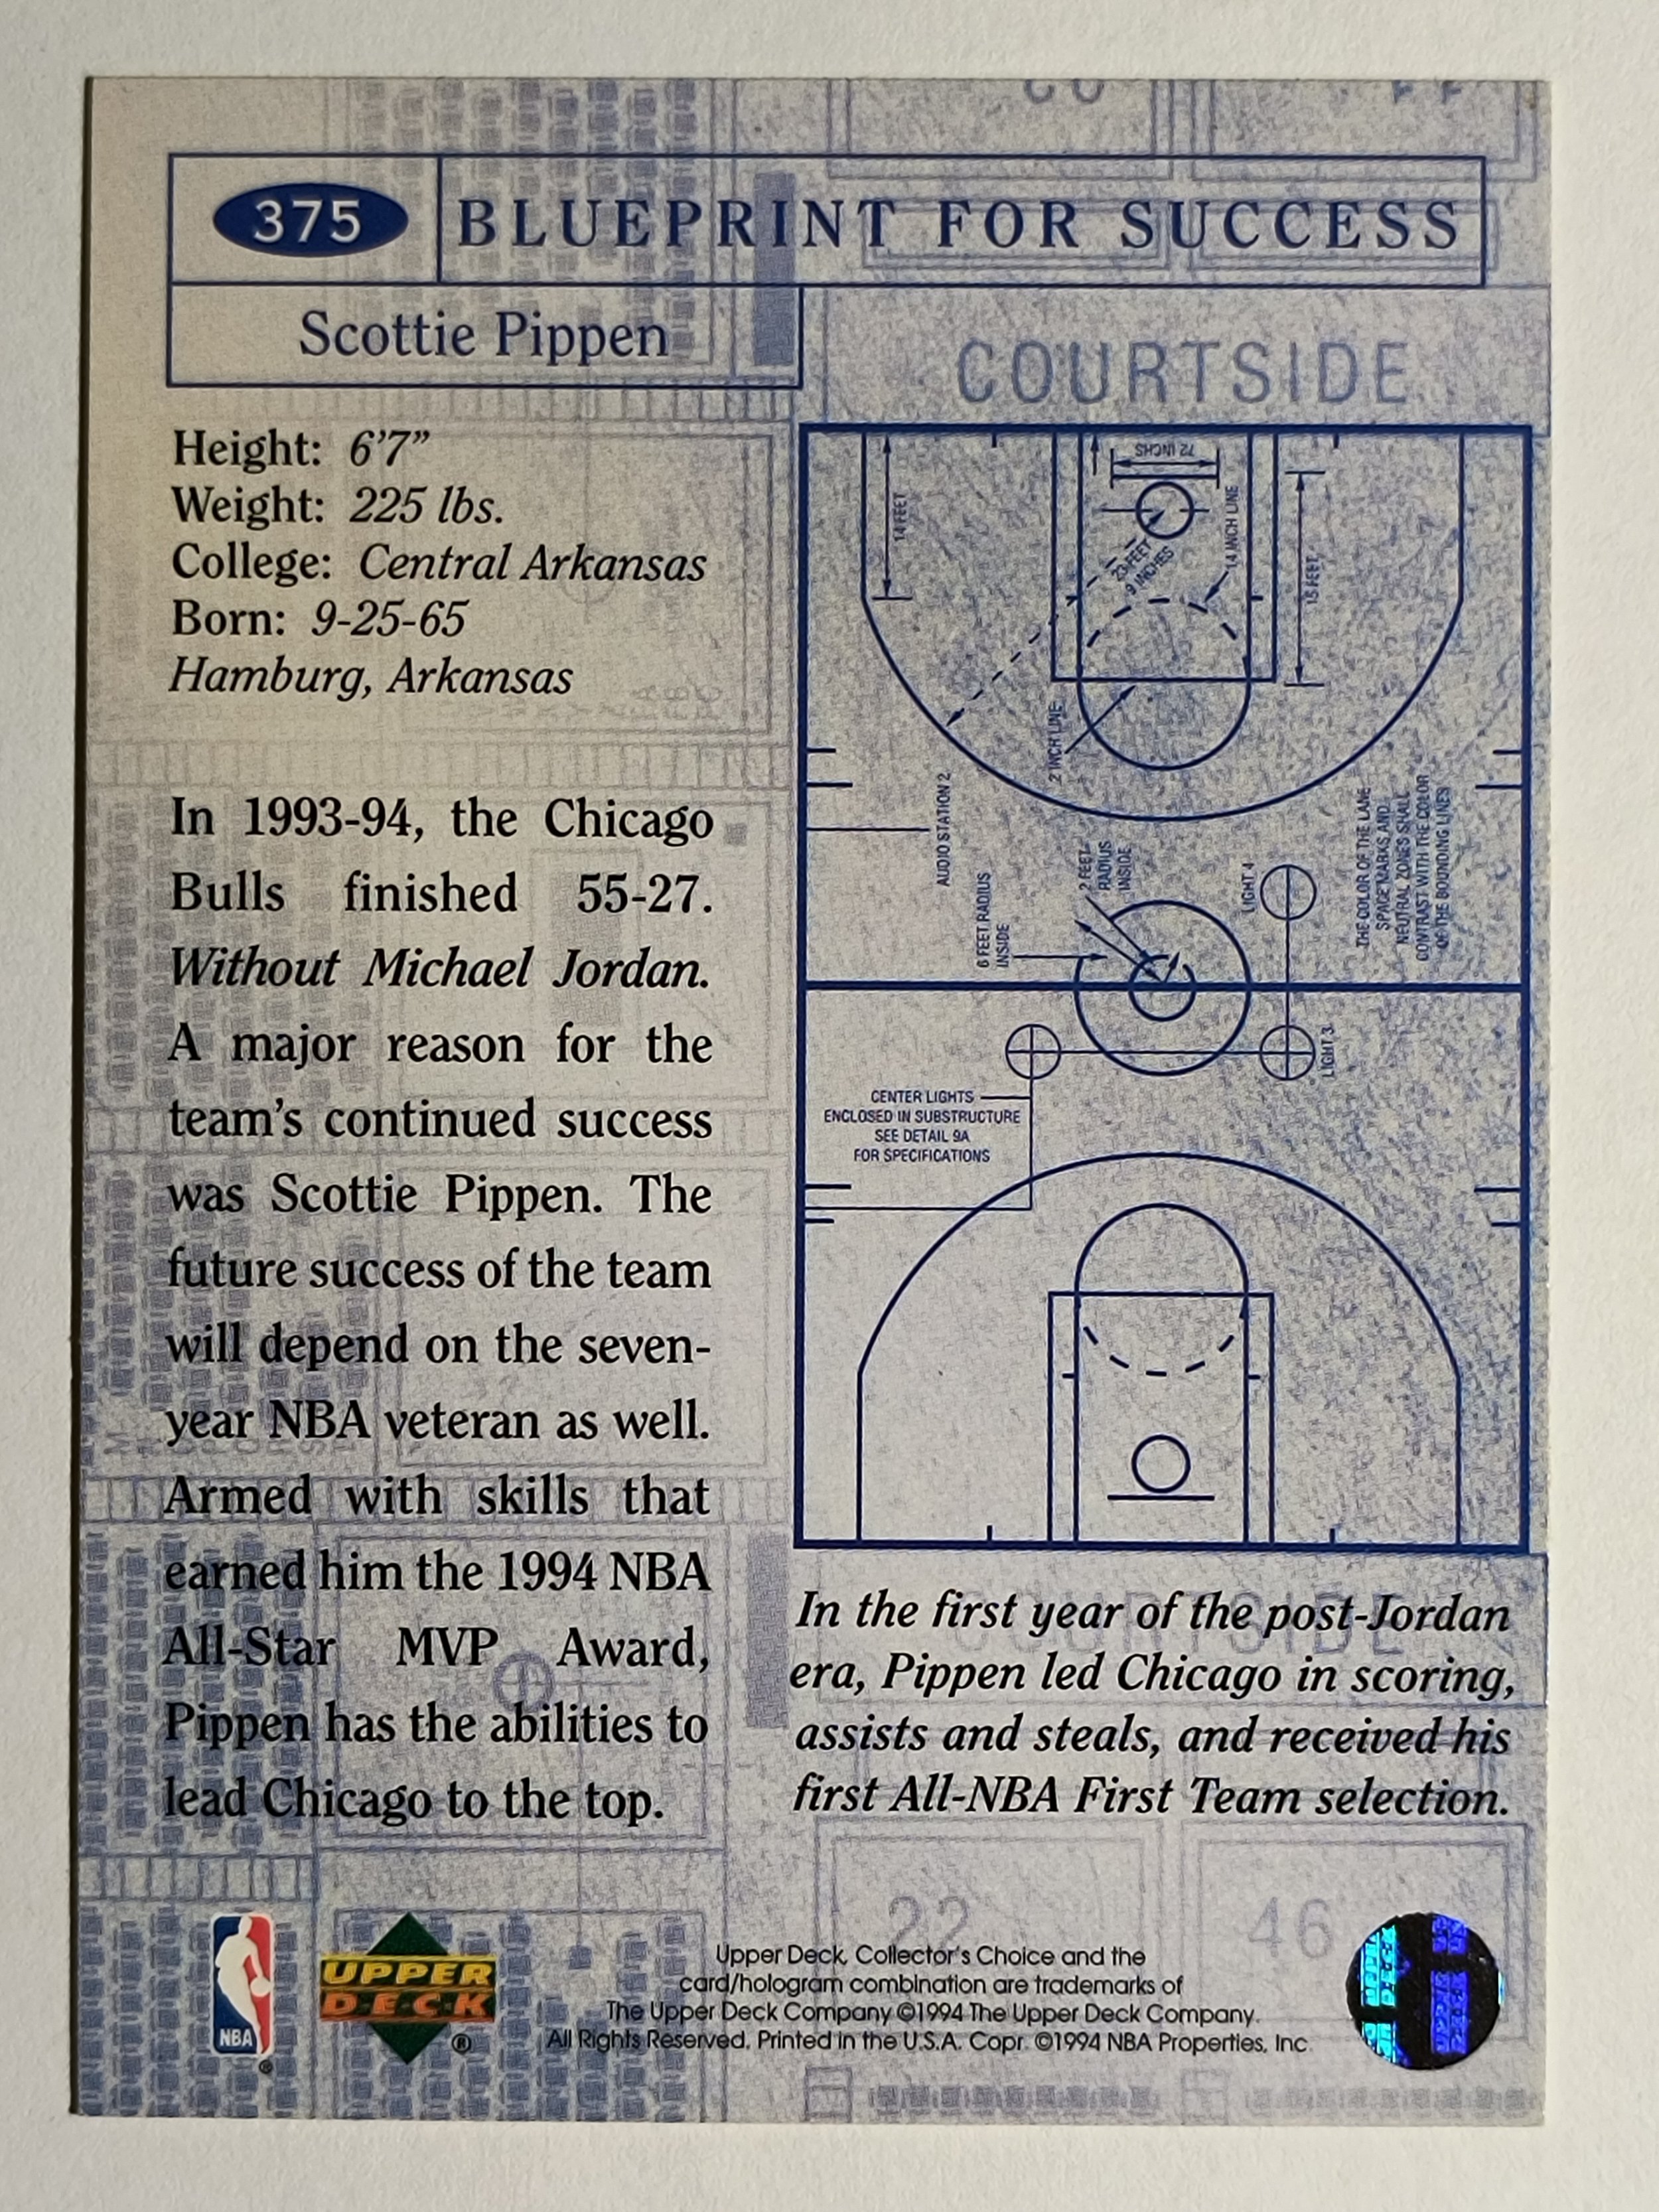 375
BLUEPRINT FOR SUCCESS
Scottie Pippen
Height: 6'7”
Weight: 225 lbs.
College: Central Arkansas
Born: 9-25-65
Hamburg, Arkansas
In 1993-94, the Chicago
Bulls finished 55-27.
Without Michael Jordan.
A major reason for the
team’s continued success
was Scottie Pippen. The
future success of the team
will depend on the seven-
year NBA veteran as well.
Armed with skills that
earned him the 1994 NBA
All-Star MVP Award,
Pippen has the abilities to
lead Chicago to the top.
COURTSIDE
72 INCHS
14 FEET
14 INCH LINE
23 FEET
9 INCHES
15 FEET
2 INCH LINE
AUDIO STATION 2
2 FEET
RADIUS
INSIDE
6 FEET RADIUS
INSIDE
LIGHT 4
THE COLOR OF THE LANE
SPACE MARKS AND
NEUTRAL ZONES SHALL
CONTRAST WITH THE COLOR
OF THE BOUNDING LINES
LIGHT 3
CENTER LIGHTS
ENCLOSED IN SUBSTRUCTURE
SEE DETAIL 9A
FOR SPECIFICATIONS
COURTSIDE
In the first year of the post-Jordan
era, Pippen led Chicago in scoring,
assists and steals, and received his
first All-NBA First Team selection.
22
46
NBA
®
UPPER
DECK
®
Upper Deck, Collector's Choice and the
card/hologram combination are trademarks of
The Upper Deck Company ©1994 The Upper Deck Company.
All Rights Reserved. Printed in the U.S.A. Copr. ©1994 NBA Properties, Inc.